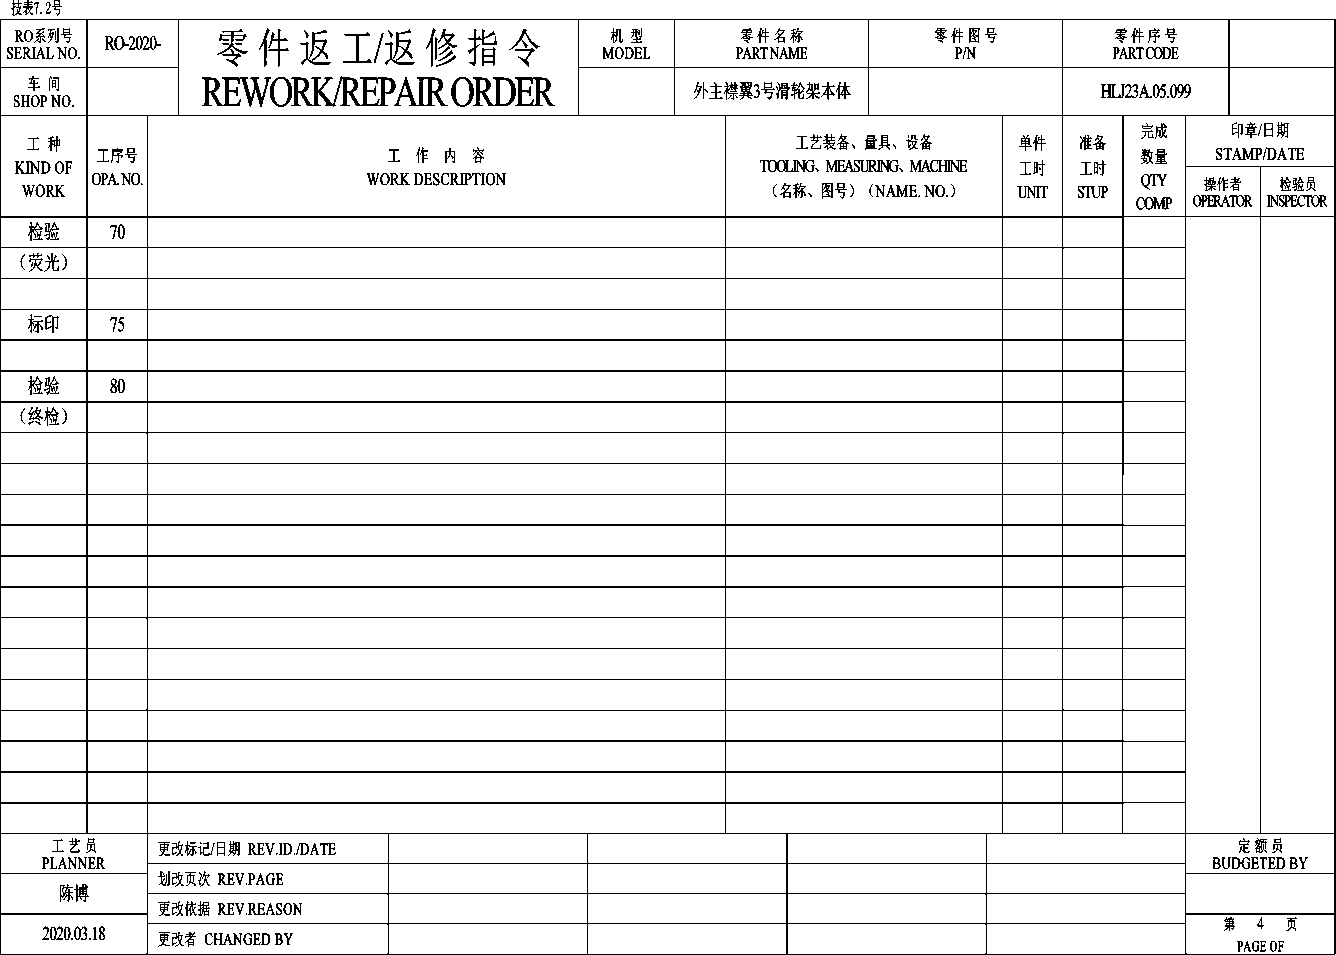 技表7.2号
RO系列号
SERIAL NO.
RO-2020-
零件返工/返修指令
REWORK/REPAIR ORDER
机 型
MODEL
零 件 名 称
PART NAME
零 件 图 号
P/N
零 件 序 号
PART CODE
车 间
SHOP NO.
外主襟翼3号滑轮架本体
HLJ23A.05.099
工 种
KIND OF
WORK
工序号
OPA. NO.
工 作 内 容
WORK DESCRIPTION
工艺装备、量具、设备
TOOLING、MEASURING、MACHINE
（名称、图号）（NAME. NO.）
单件
工时
UNIT
准备
工时
STUP
完成
数量
QTY
COMP
印章/日期
STAMP/DATE
操作者
OPERATOR
检验员
INSPECTOR
检验 70
（荧光）
标印 75
检验 80
（终检）
工 艺 员
PLANNER
陈博
2020.03.18
更改标记/日期 REV.ID./DATE
划改页次 REV.PAGE
更改依据 REV.REASON
更改者 CHANGED BY
定 额 员
BUDGETED BY
第 4 页
PAGE OF